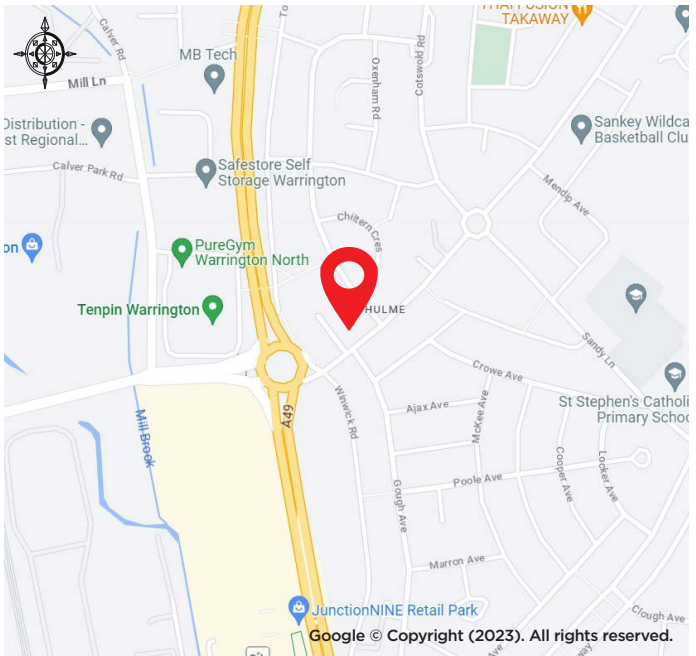 THAI FUSION
TAKAWAY
Calver Rd
To
Oxenham Rd
Cotswold Rd
MB Tech
Mill Ln
Distribution -
st Regional...
Sankey Wildca
Basketball Clu
Calver Park Rd
Safestore Self
Storage Warrington
Mendip Ave
Chiltern Cres
on
PureGym
Warrington North
HULME
Tenpin Warrington
Sandy Ln
Crowe Ave
A49
Winwick Rd
Ajax Ave
McKee Ave
St Stephen's Catholi
Primary Schoo
Mill Brook
Cooper Ave
Locker Ave
Poole Ave
Gough Ave
Marron Ave
JunctionNINE Retail Park
Clough Ave
way
Google © Copyright (2023). All rights reserved.